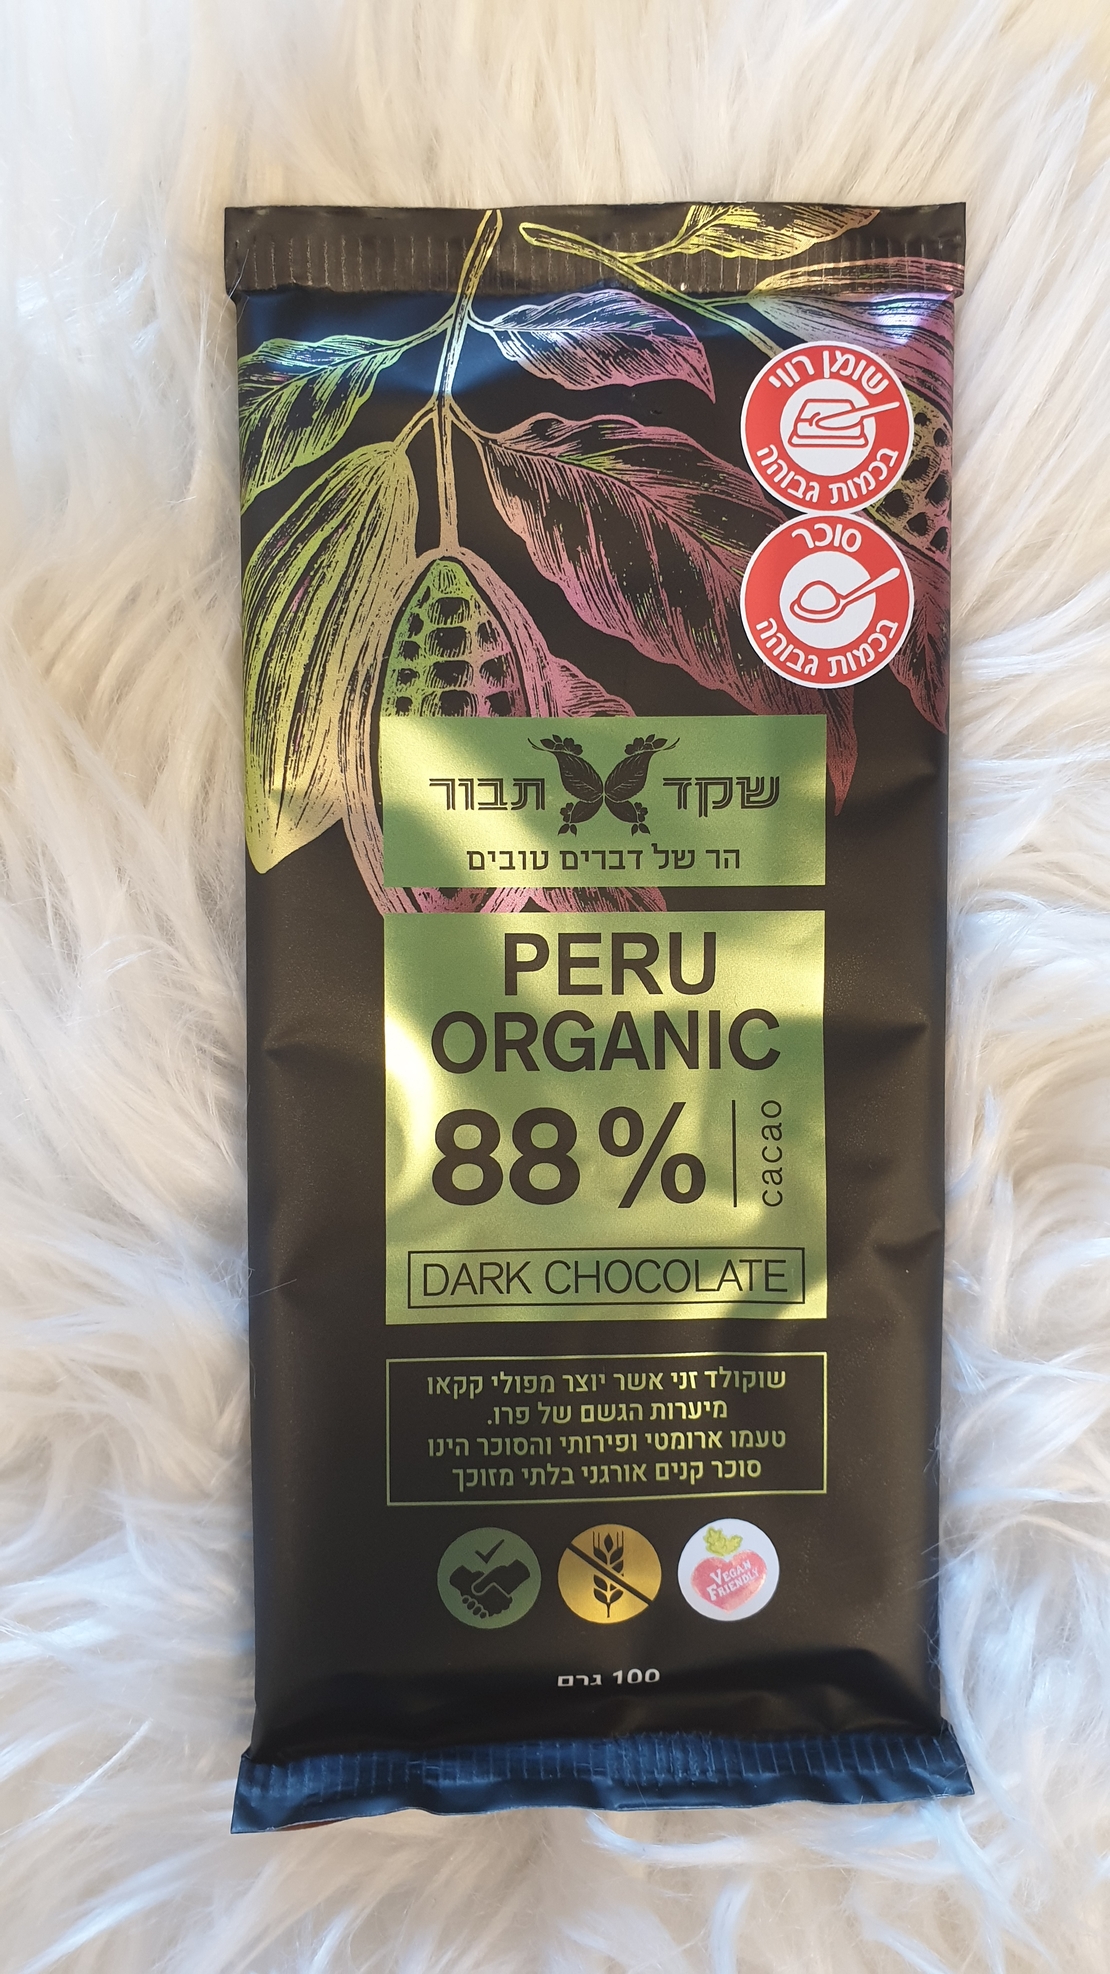 שומן רווי
בכמות גבוהה
סוכר
בכמות גבוהה
שקד תבור
הר של דברים טובים
PERU
ORGANIC
88% cacao
DARK CHOCOLATE
שוקולד זני אשר יוצר מפולי קקאו
מיערות הגשם של פרו.
טעמו ארומטי ופירותי והסוכר הינו
סוכר קנים אורגני בלתי מזוכך
VEGAN
FRIENDLY
100 גרם